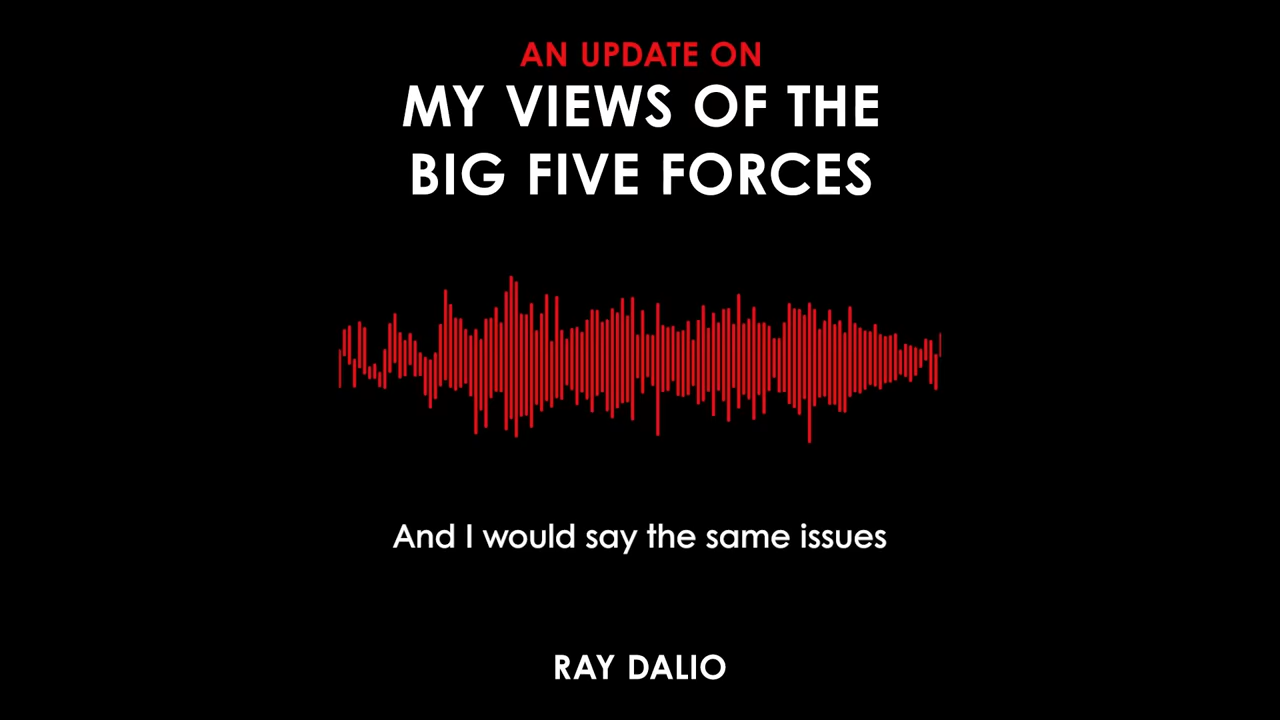 AN UPDATE ON
MY VIEWS OF THE
BIG FIVE FORCES
And I would say the same issues
RAY DALIO